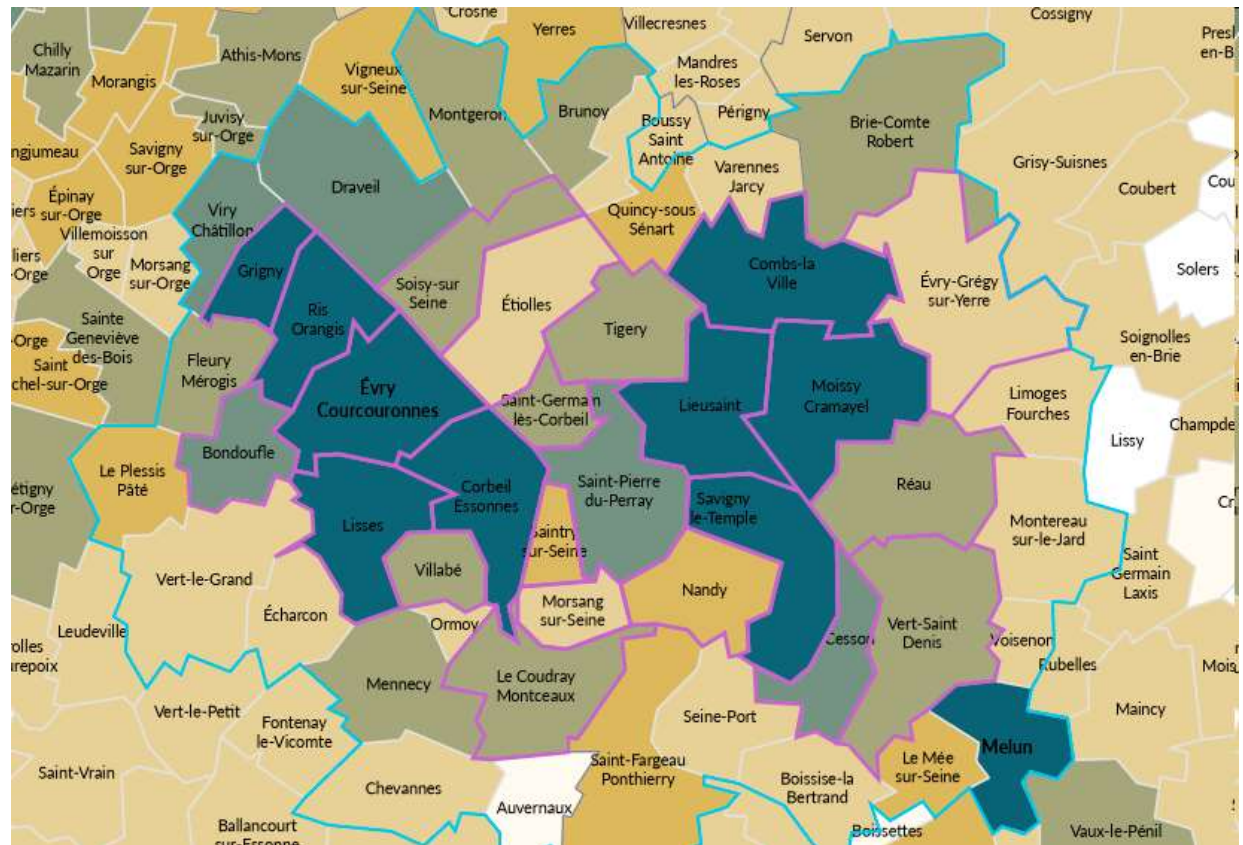 Crosne
Villecresnes
Cossigny
Chilly
Mazarin
Athis-Mons
Yerres
Servon
Morangis
Vigneux
sur-Seine
Mandres
les-Roses
Juvisy
sur-Orge
Montgeron
Brunoy
Périgny
Savigny
sur-Orge
Boussy
Saint
Antoine
Brie-Comte
Robert
Grisy-Suisnes
Épinay
sur-Orge
Draveil
Varennes
Jarcy
Coubert
Viry
Châtillon
Quincy-sous
Sénart
Villemoisson
sur
Orge
Morsang
sur-Orge
Grigny
Combs-la
Ville
Solers
Soisy-sur
Seine
Évry-Grégy
sur-Yerre
Ris
Orangis
Étiolles
Tigery
Sainte
Geneviève
des-Bois
Soignolles
en-Brie
Fleury
Mérogis
Évry
Courcouronnes
Moissy
Cramayel
Limoges
Fourches
Saint-Germain
lès-Corbeil
Lieusaint
Lissy
Bondoufle
Le Plessis
Pâté
Corbeil
Essonnes
Saint-Pierre
du-Perray
Réau
Savigny
le-Temple
Lisses
Montereau
sur-le-Jard
Saintry
sur-Seine
Saint
Germain
Laxis
Villabé
Vert-le-Grand
Nandy
Morsang
sur-Seine
Écharcon
Ormoy
Leudeville
Cesson
Vert-Saint
Denis
Voisenon
Rubelles
Mennecy
Le Coudray
Montceaux
Maincy
Vert-le-Petit
Seine-Port
Fontenay
le-Vicomte
Melun
Saint-Vrain
Saint-Fargeau
Ponthierry
Le Mée
sur-Seine
Chevannes
Boissise-la
Bertrand
Auvernaux
Ballancourt
sur-Essonne
Boissettes
Vaux-le-Pénil